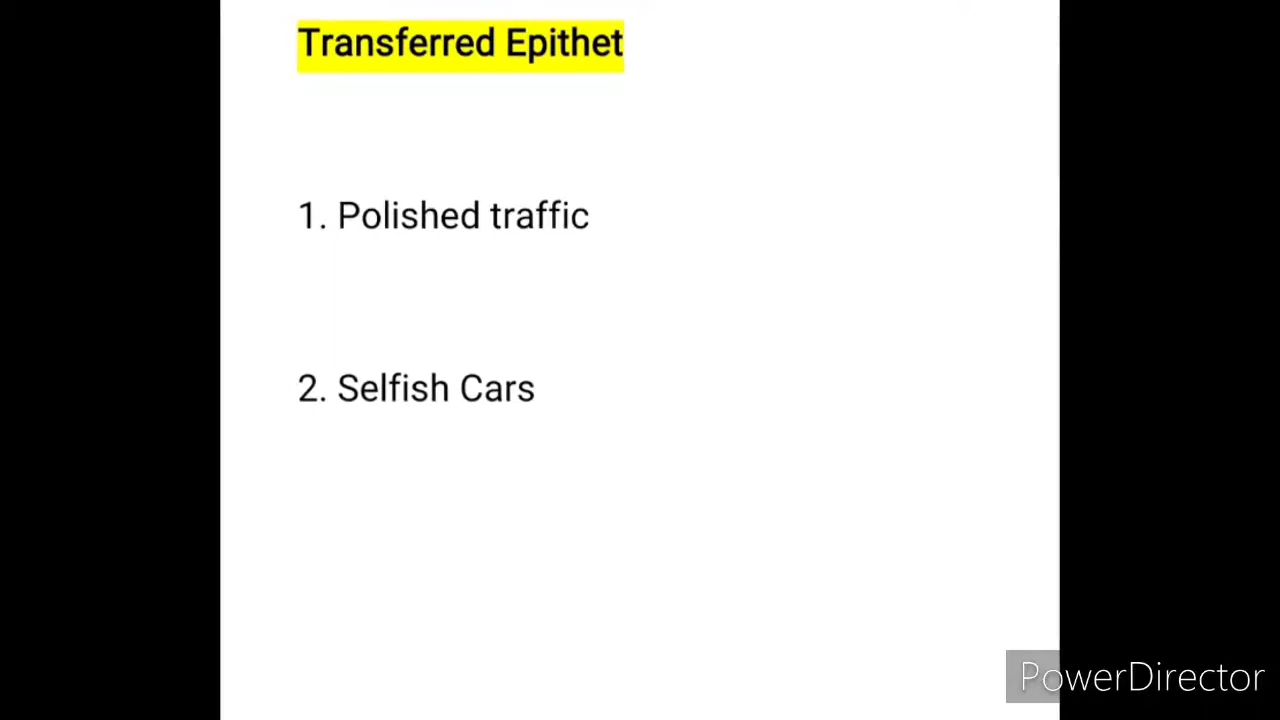 Transferred Epithet
1. Polished traffic
2. Selfish Cars
PowerDirector